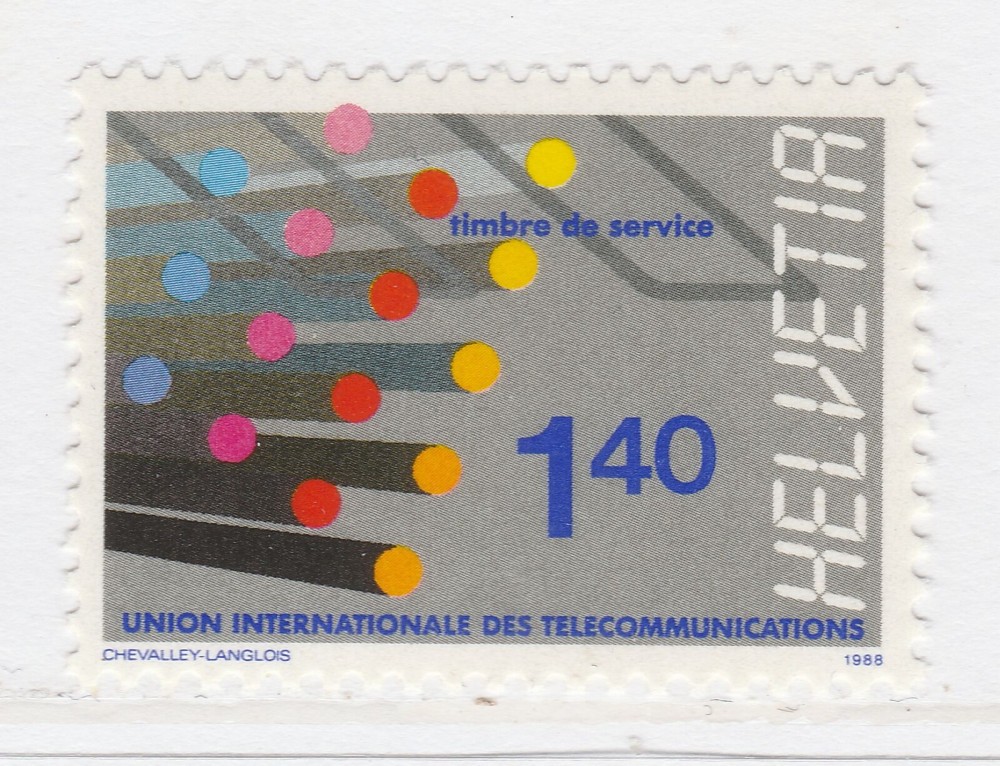 timbre de service
HELVETIA
1 40
UNION INTERNATIONALE DES TELECOMMUNICATIONS
CHEVALLEY-LANGLOIS
1988